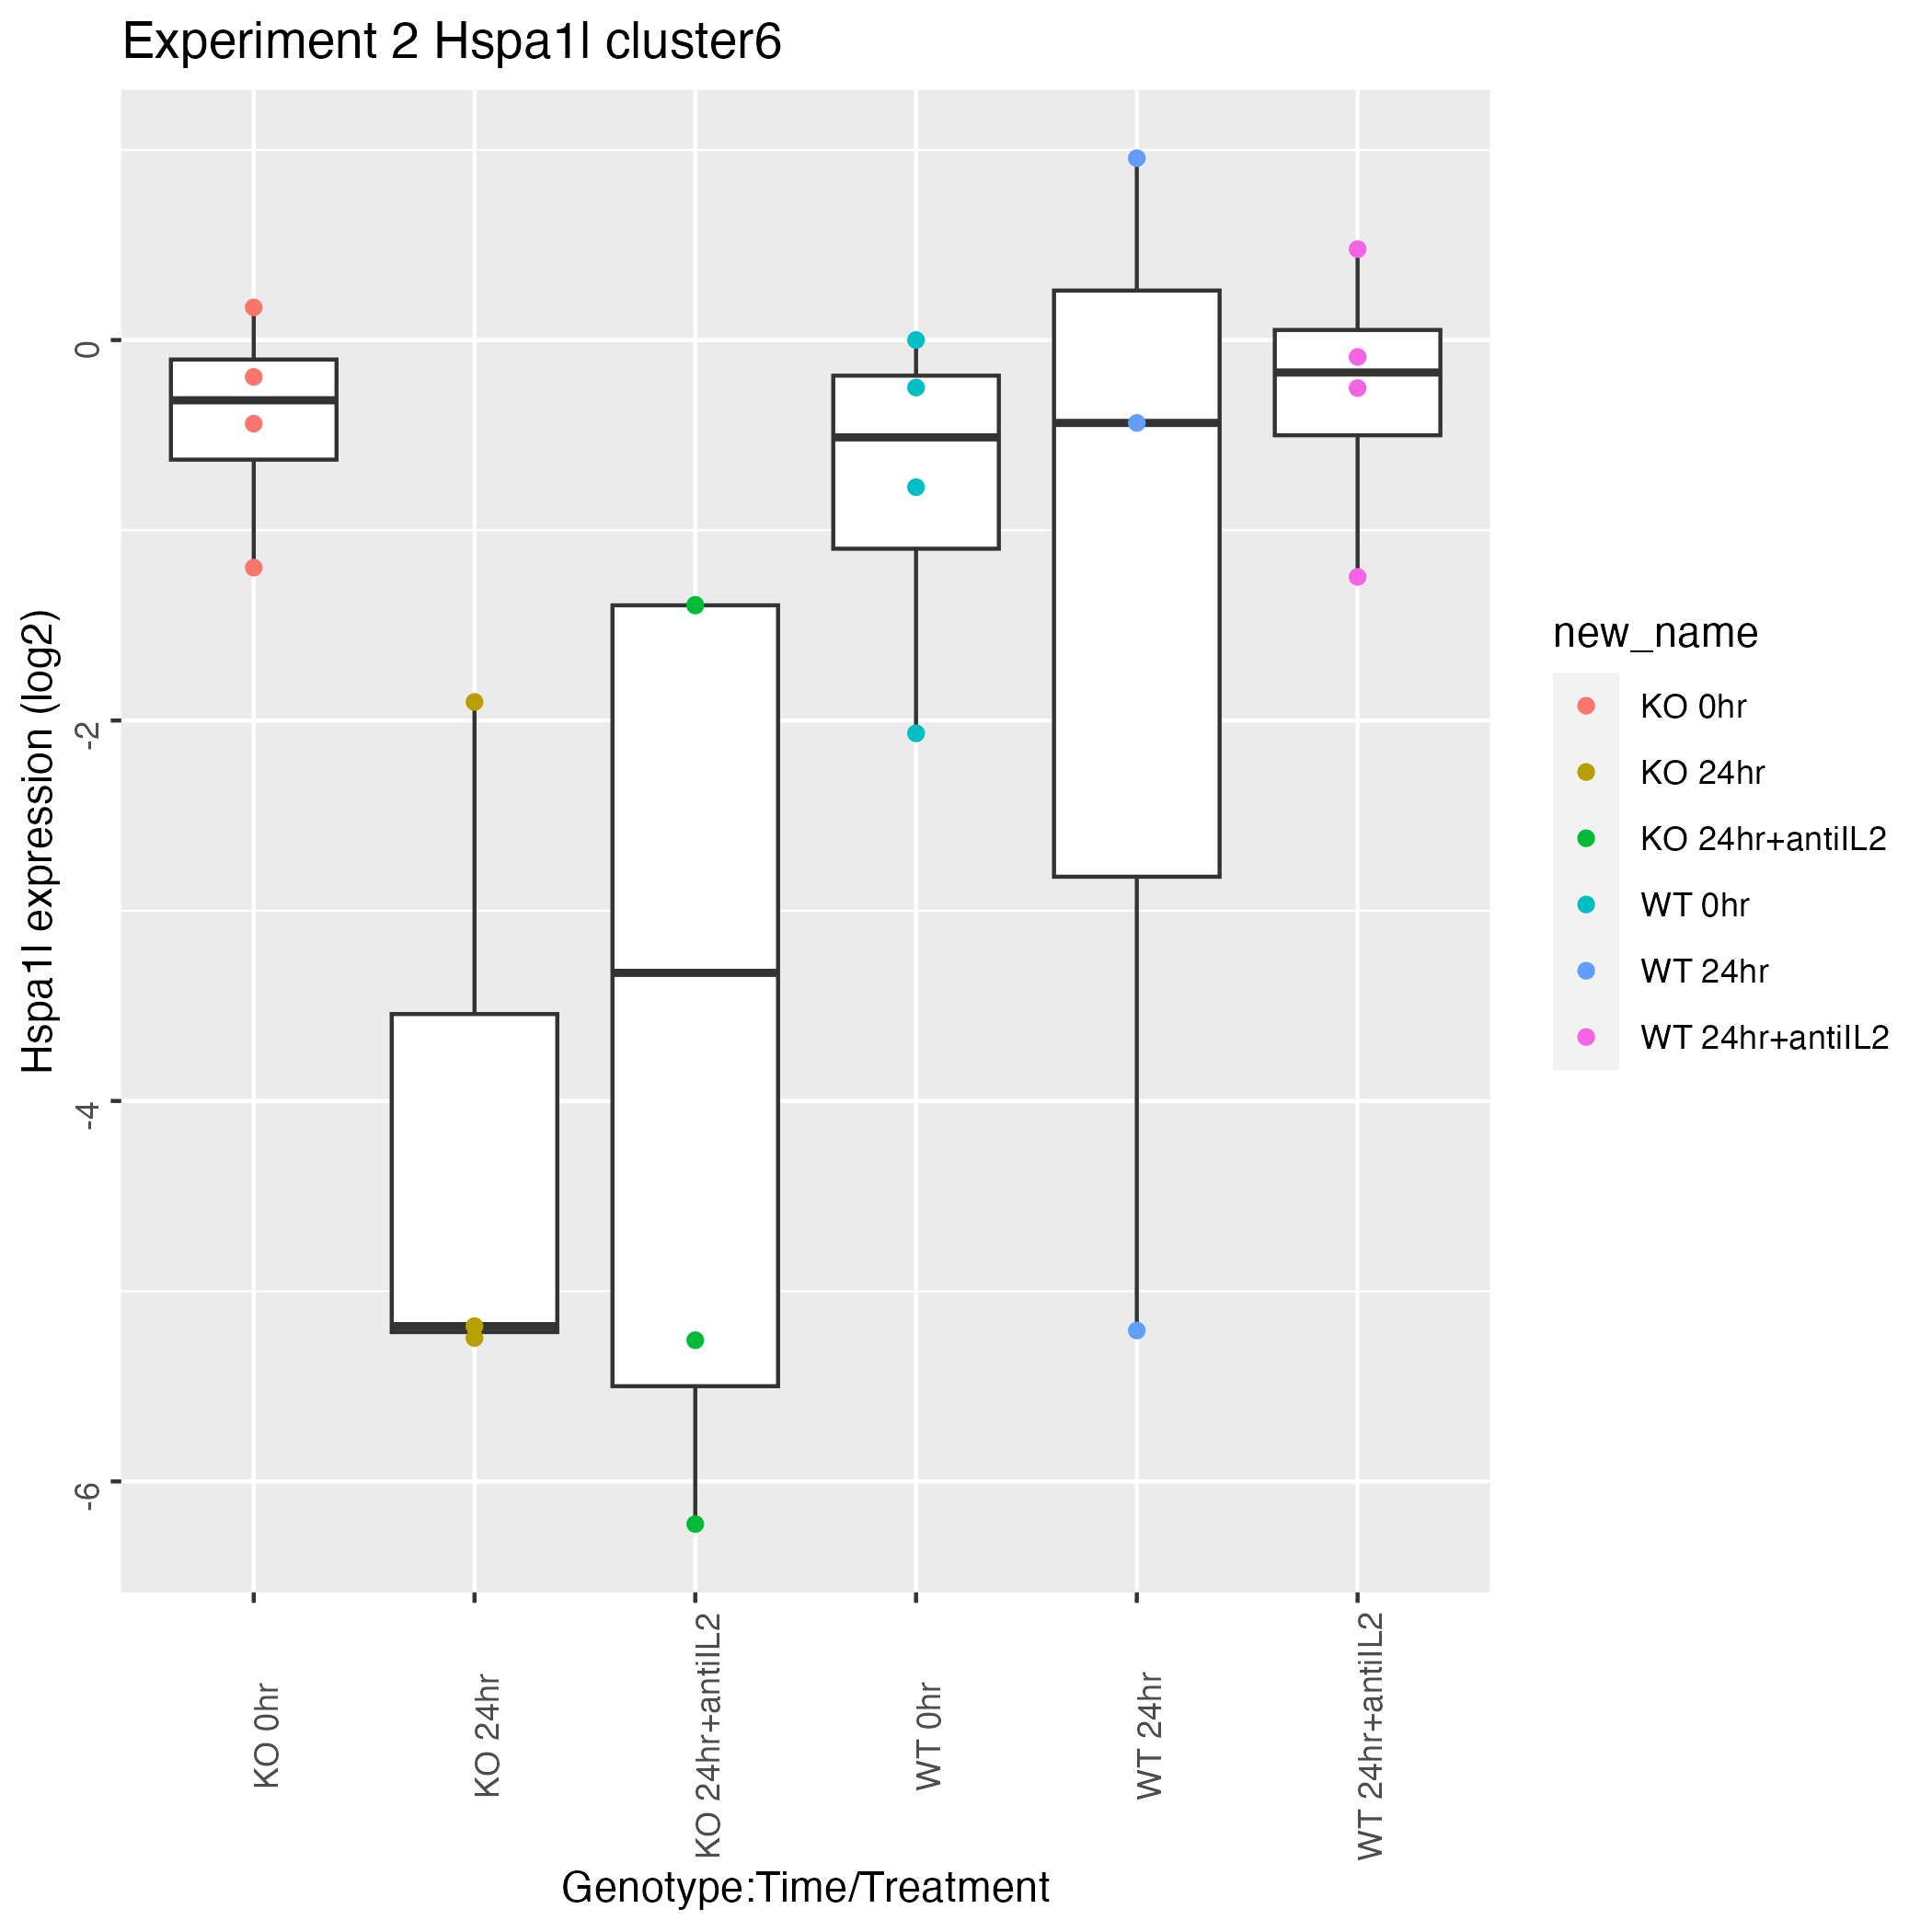 Experiment 2 Hspa1l cluster6
Hspa1l expression (log2)
0
-2
-4
-6
KO 0hr
KO 24hr
KO 24hr+antiIL2
WT 0hr
WT 24hr
WT 24hr+antiIL2
Genotype:Time/Treatment
new_name
KO 0hr
KO 24hr
KO 24hr+antiIL2
WT 0hr
WT 24hr
WT 24hr+antiIL2